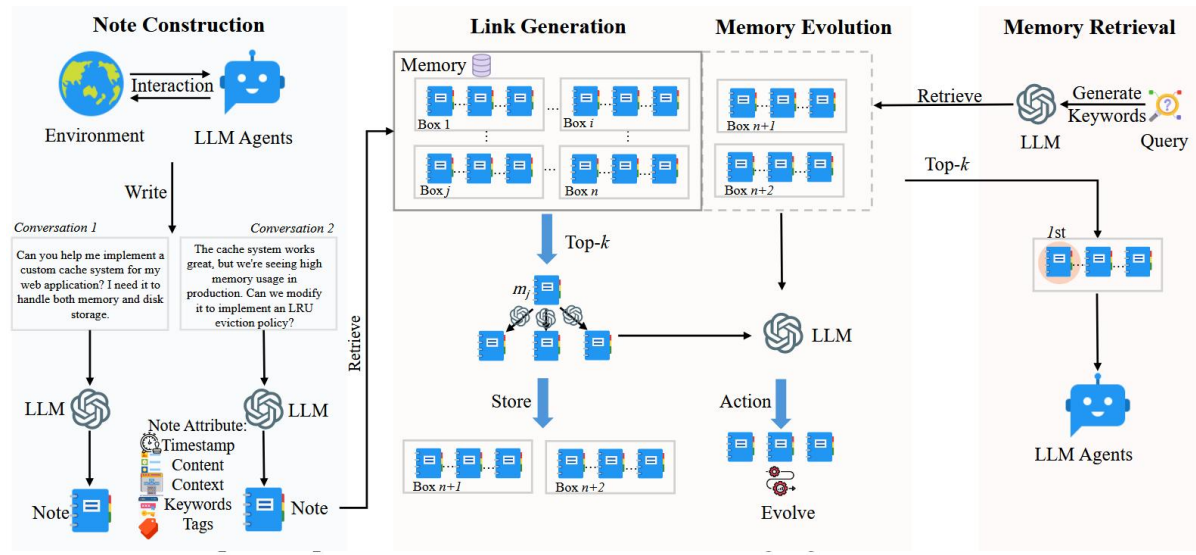 Note Construction
Interaction
Environment
LLM Agents
Write
Conversation 1
Can you help me implement a
custom cache system for my
web application? I need it to
handle both memory and disk
storage.
Conversation 2
The cache system works
great, but we're seeing high
memory usage in
production. Can we modify
it to implement an LRU
eviction policy?
LLM
LLM
Note Attribute:
Timestamp
Content
Context
Keywords
Tags
Note
Note
Retrieve
Link Generation
Memory Evolution
Memory
Box 1
Box i
Box j
Box n
Box n+1
Box n+2
Top-k
mj
Store
Box n+1
Box n+2
LLM
Action
Evolve
Memory Retrieval
Retrieve
Generate
Keywords
LLM
Query
Top-k
1st
LLM Agents